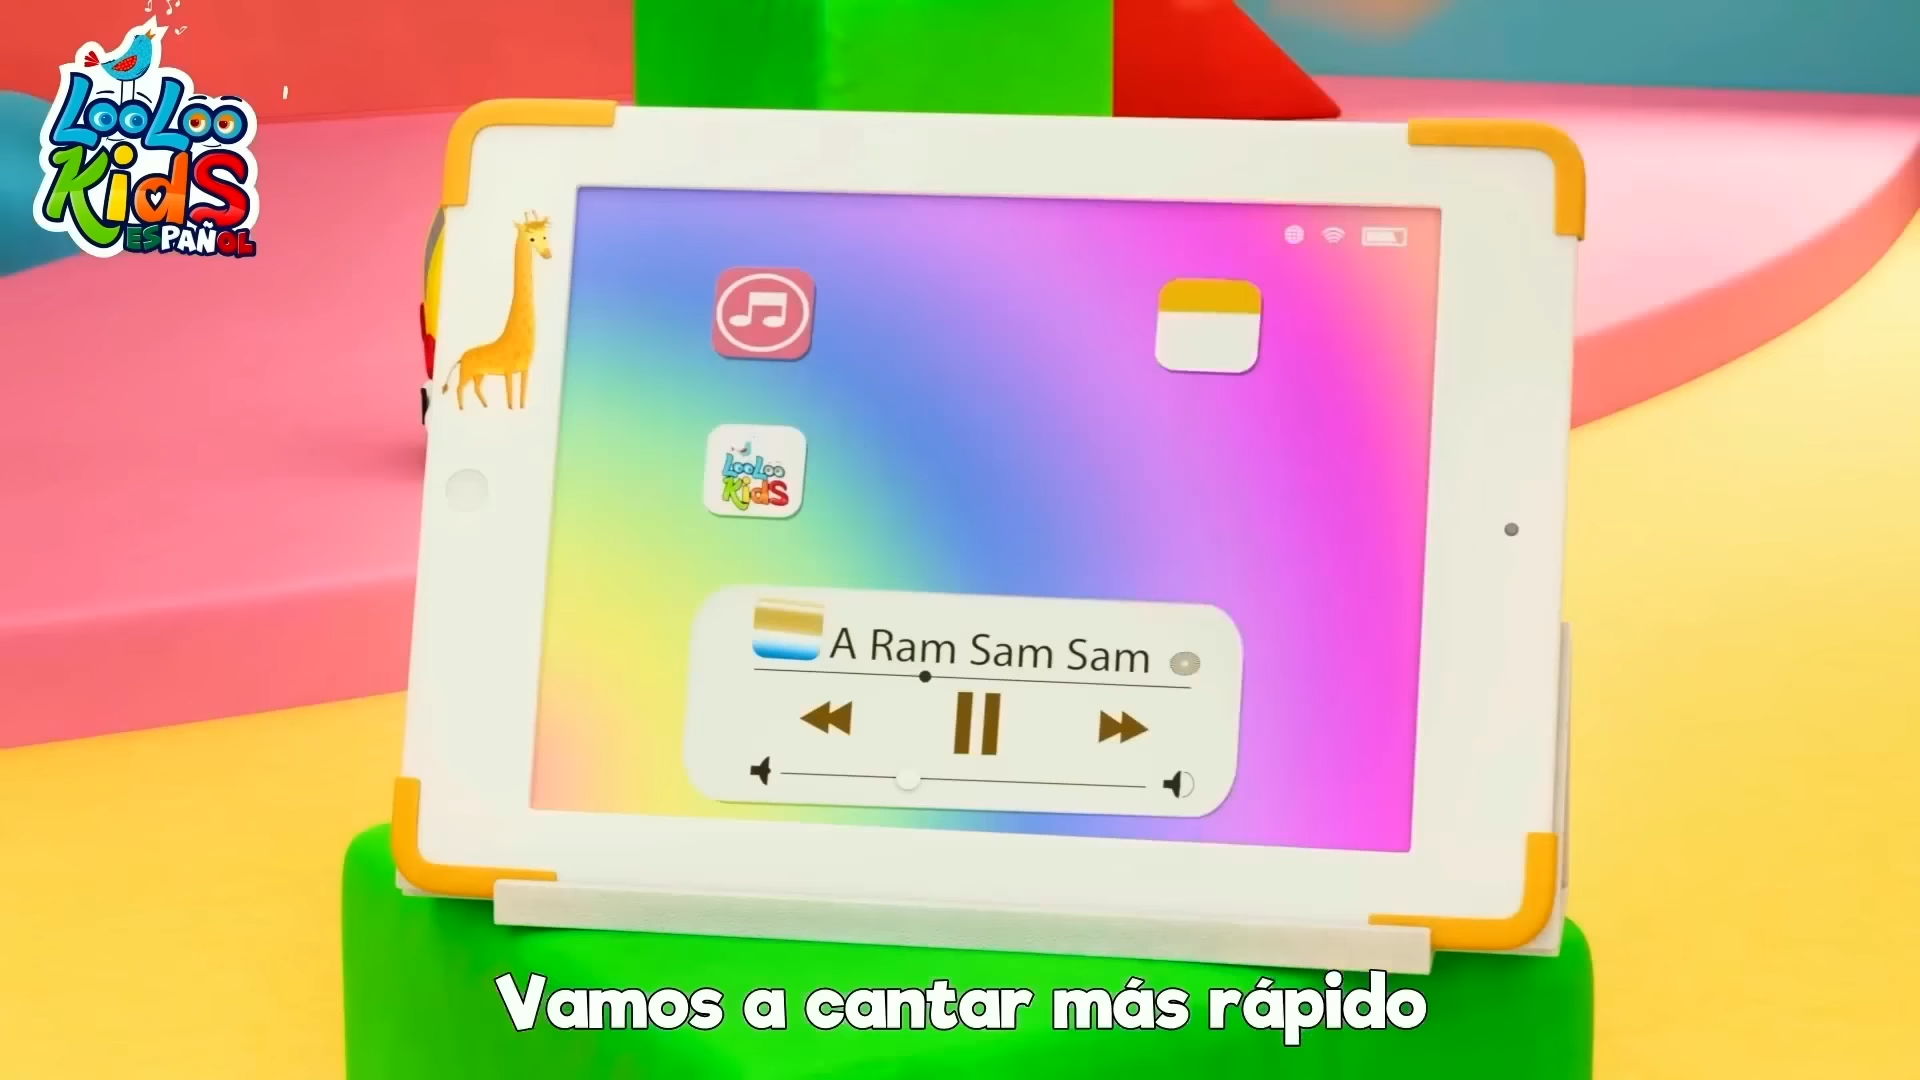 LooLoo
Kids
ESPAÑOL
LooLoo
Kids
A Ram Sam Sam
Vamos a cantar más rápido